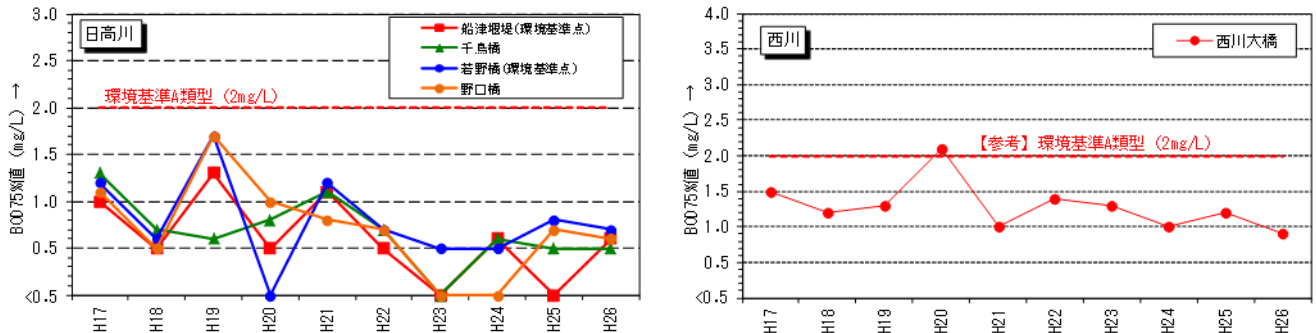 日高川
船津堰堤(環境基準点)
千鳥橋
若野橋(環境基準点)
野口橋
環境基準A類型 (2mg/L)
BOD75%値 (mg/L) →
3.0
2.5
2.0
1.5
1.0
0.5
<0.5
H17
H18
H19
H20
H21
H22
H23
H24
H25
H26
西川
西川大橋
【参考】環境基準A類型 (2mg/L)
BOD75%値 (mg/L) →
4.0
3.5
3.0
2.5
2.0
1.5
1.0
0.5
<0.5
H17
H18
H19
H20
H21
H22
H23
H24
H25
H26